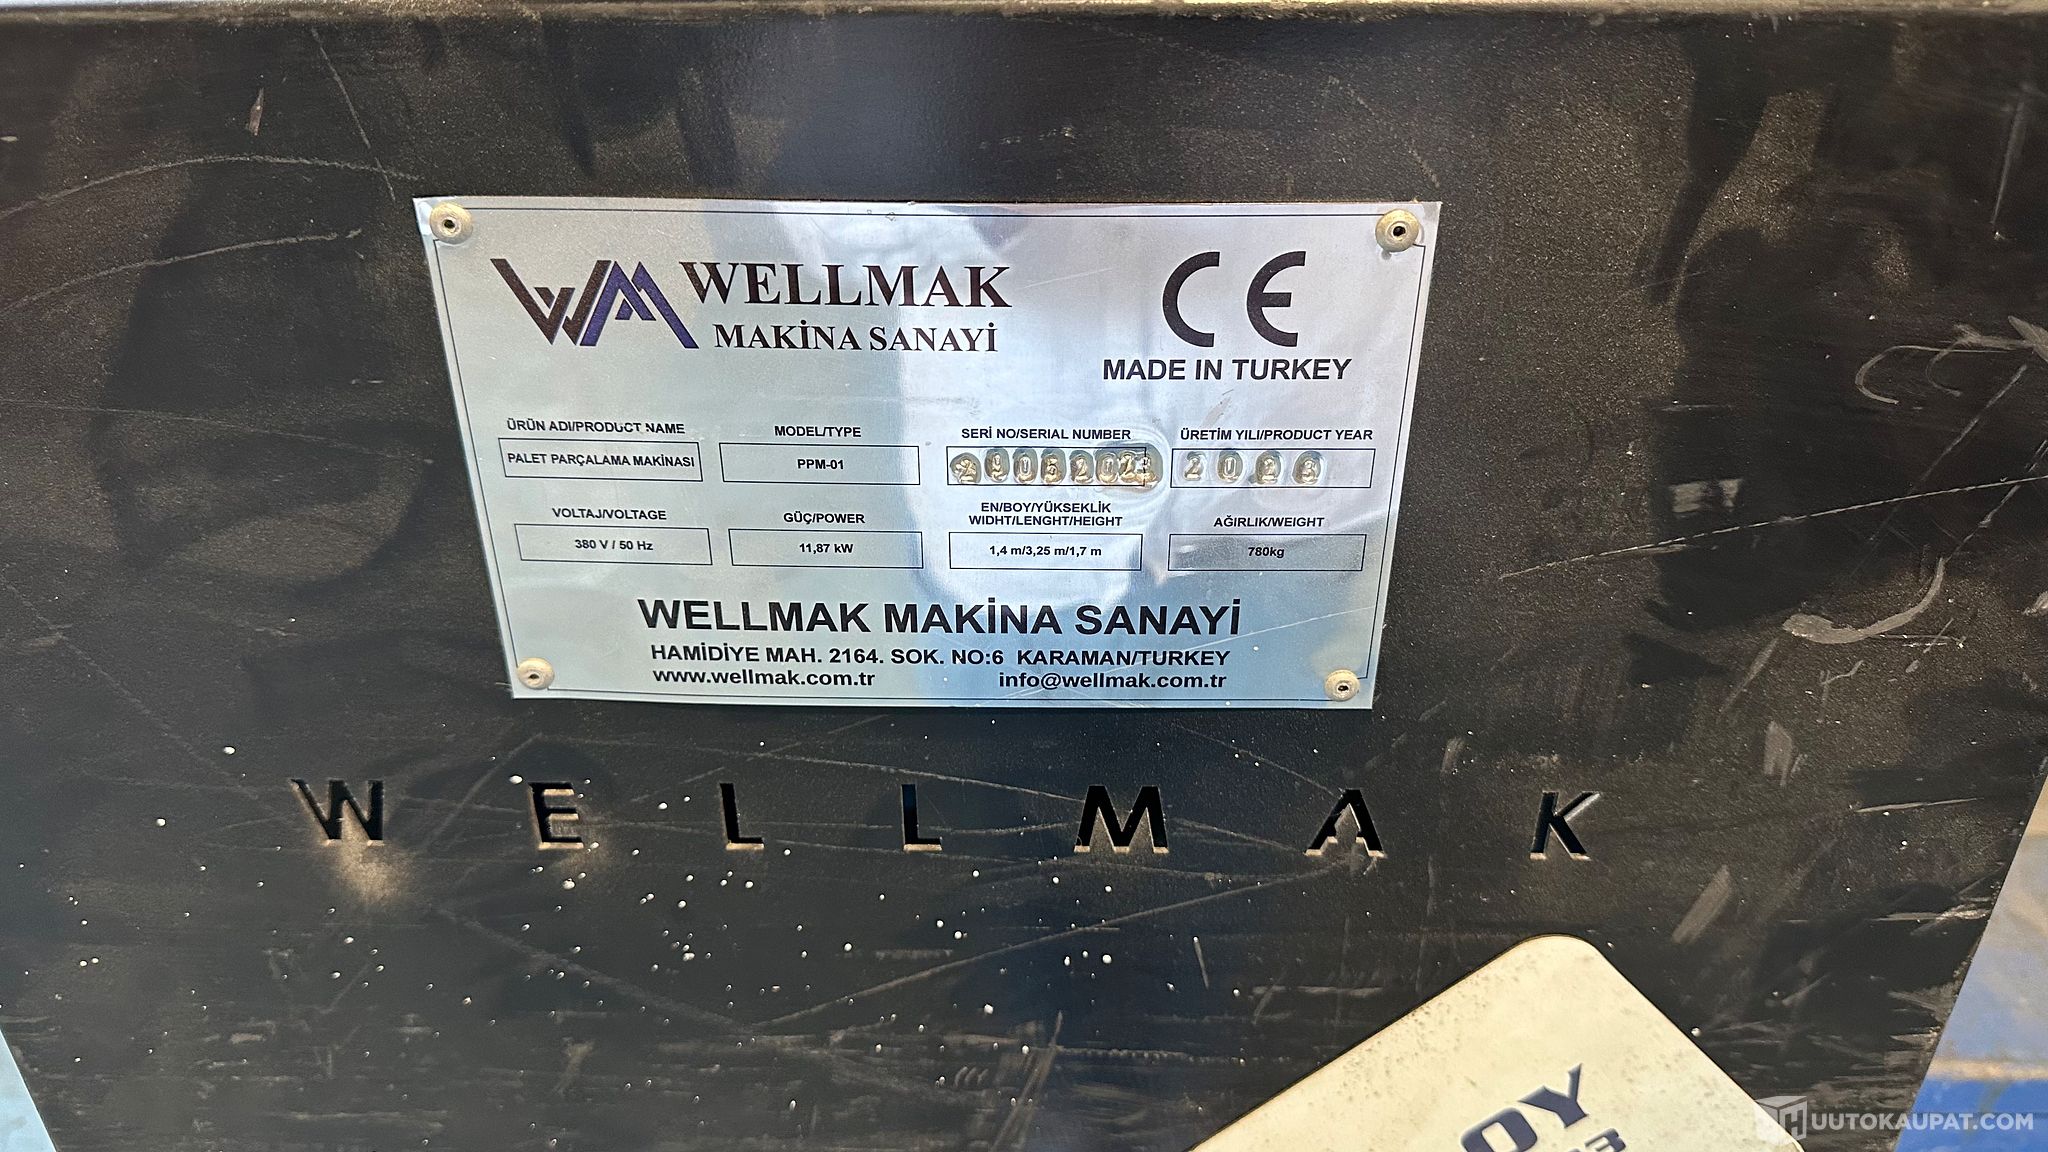 WM WELLMAK
MAKİNA SANAYİ
CE
MADE IN TURKEY
ÜRÜN ADI/PRODUCT NAME
PALET PARÇALAMA MAKİNASI
MODEL/TYPE
PPM-01
SERİ NO/SERIAL NUMBER
ÜRETİM YILI/PRODUCT YEAR
2023
VOLTAJ/VOLTAGE
380 V / 50 Hz
GÜÇ/POWER
11,87 kW
EN/BOY/YÜKSEKLİK
WIDHT/LENGHT/HEIGHT
1,4 m/3,25 m/1,7 m
AĞIRLIK/WEIGHT
780kg
WELLMAK MAKİNA SANAYİ
HAMİDİYE MAH. 2164. SOK. NO:6 KARAMAN/TURKEY
www.wellmak.com.tr info@wellmak.com.tr
WELLMAK
HUUTOKAUPAT.COM